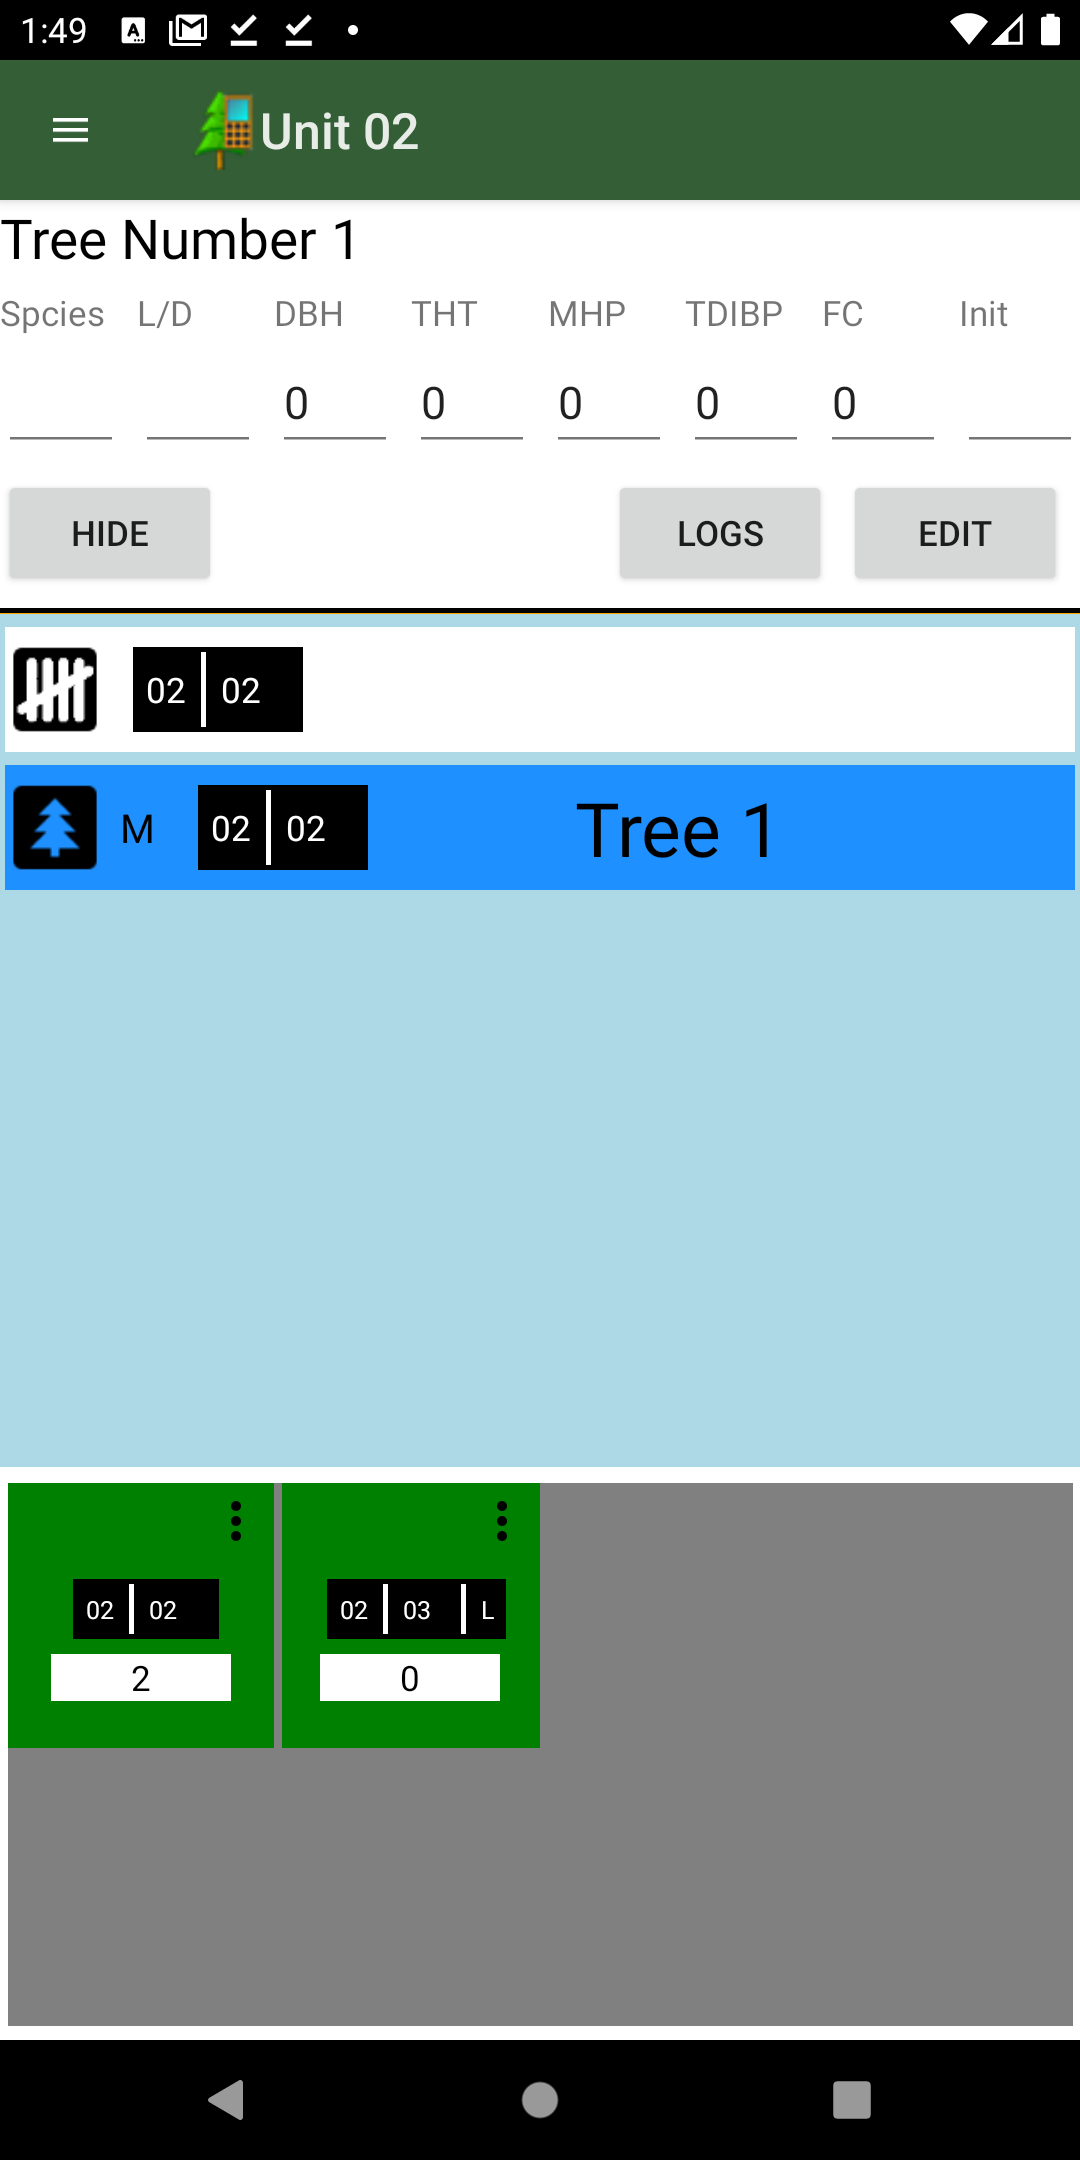 1:49
Unit 02
Tree Number 1
Spcies L/D DBH THT MHP TDIBP FC Init
0 0 0 0 0
HIDE LOGS EDIT
02 02
M 02 02 Tree 1
02 02 02 03 L
2 0